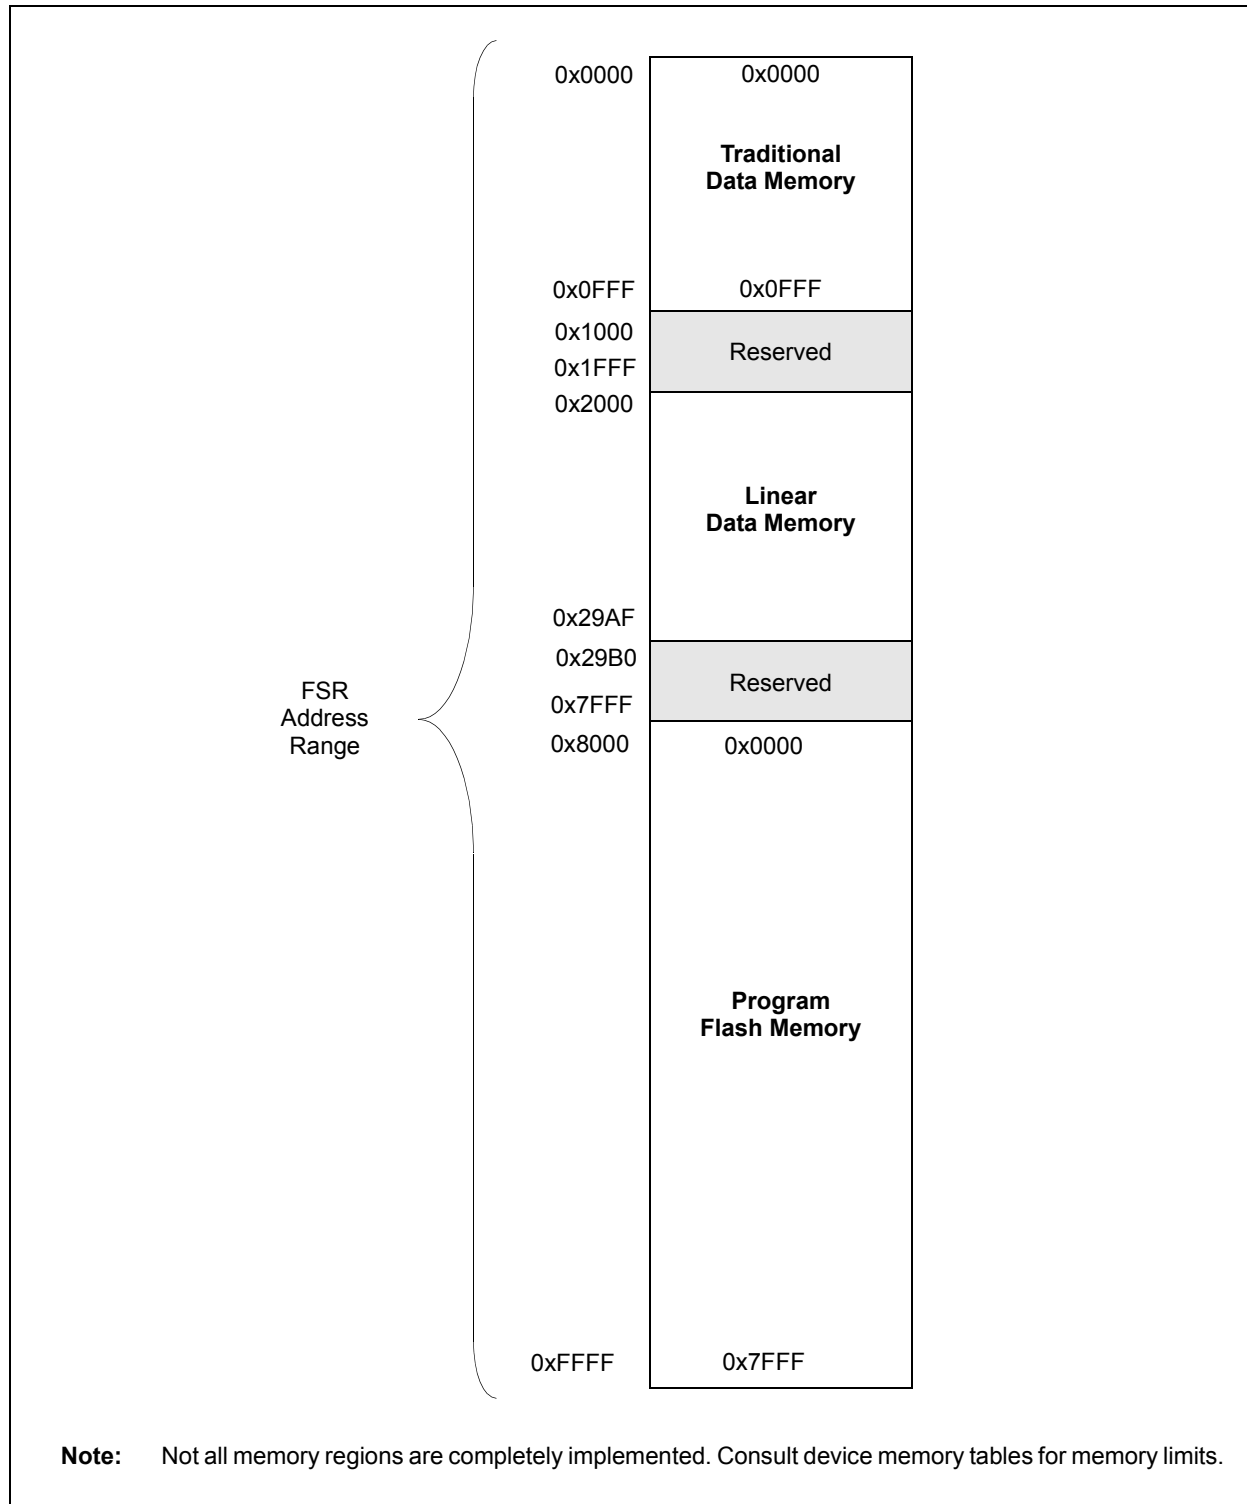 0x0000 0x0000
Traditional
Data Memory
0x0FFF 0x0FFF
0x1000
Reserved
0x1FFF
0x2000
Linear
Data Memory
0x29AF
0x29B0
Reserved
0x7FFF
FSR
Address
Range
0x8000 0x0000
Program
Flash Memory
0xFFFF 0x7FFF
Note: Not all memory regions are completely implemented. Consult device memory tables for memory limits.